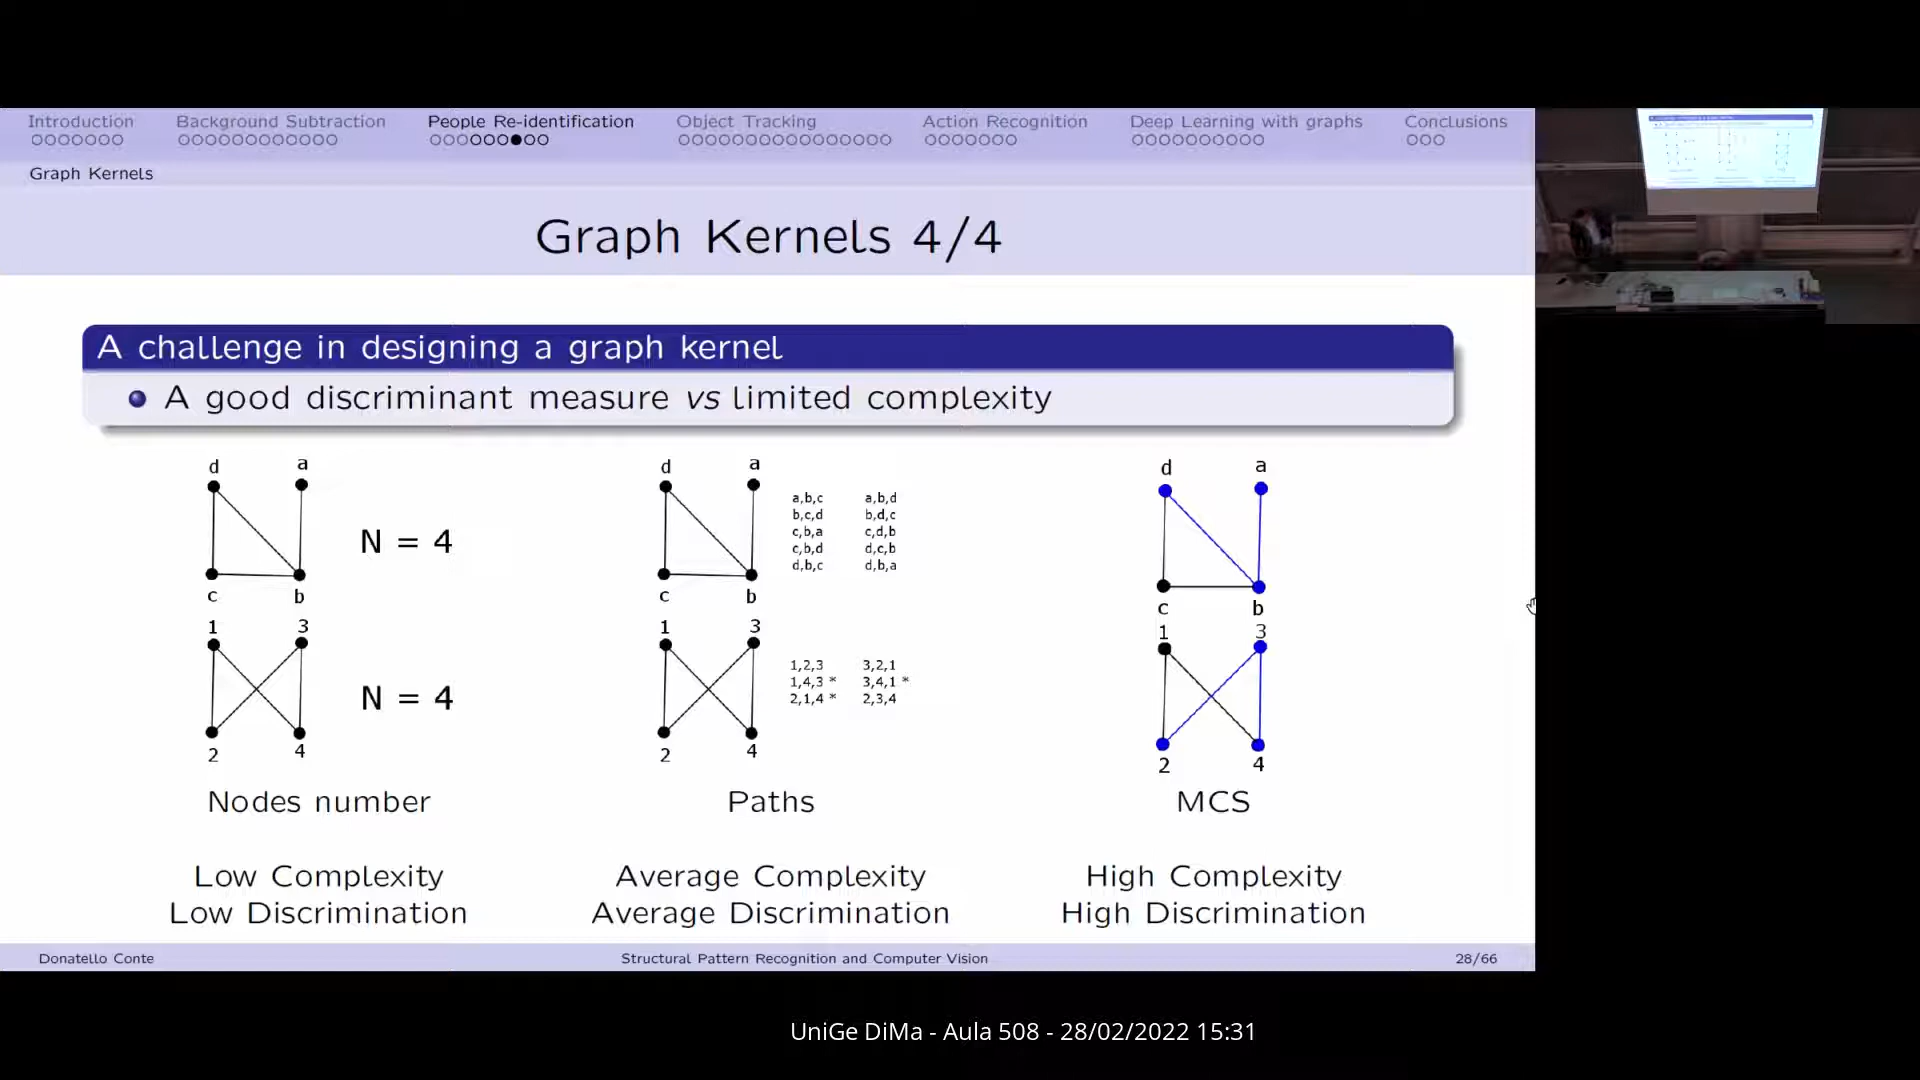 Introduction Background Subtraction People Re-identification Object Tracking Action Recognition Deep Learning with graphs Conclusions
Graph Kernels
Graph Kernels 4/4
A challenge in designing a graph kernel
A good discriminant measure vs limited complexity
d a
c b
N = 4
1 3
2 4
N = 4
Nodes number
Low Complexity
Low Discrimination
d a
c b
a,b,c a,b,d
b,c,d b,d,c
c,b,a c,d,b
c,b,d d,c,b
d,b,c d,b,a
1 3
2 4
1,2,3 3,2,1
1,4,3 * 3,4,1 *
2,1,4 * 2,3,4
Paths
Average Complexity
Average Discrimination
d a
c b
1 3
2 4
MCS
High Complexity
High Discrimination
Donatello Conte Structural Pattern Recognition and Computer Vision 28/66
UniGe DiMa - Aula 508 - 28/02/2022 15:31